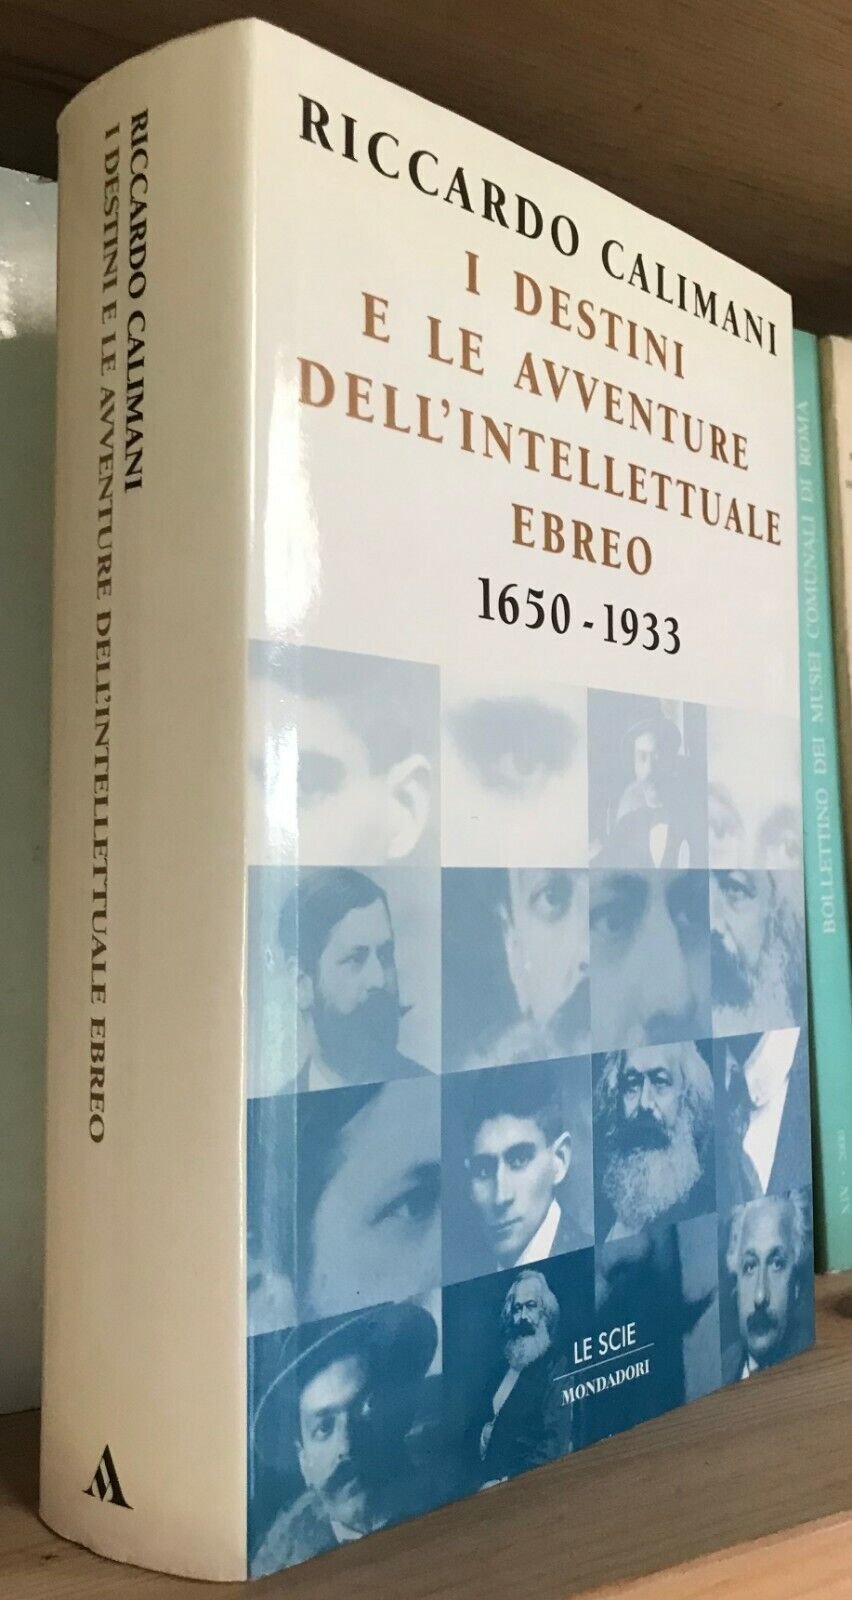 RICCARDO CALIMANI
I DESTINI
E LE AVVENTURE
DELL'INTELLETTUALE
EBREO
1650 - 1933
LE SCIE
MONDADORI
RICCARDO CALIMANI
I DESTINI E LE AVVENTURE DELL'INTELLETTUALE EBREO
BOLLETTINO DEI MUSEI COMUNALI DI ROMA